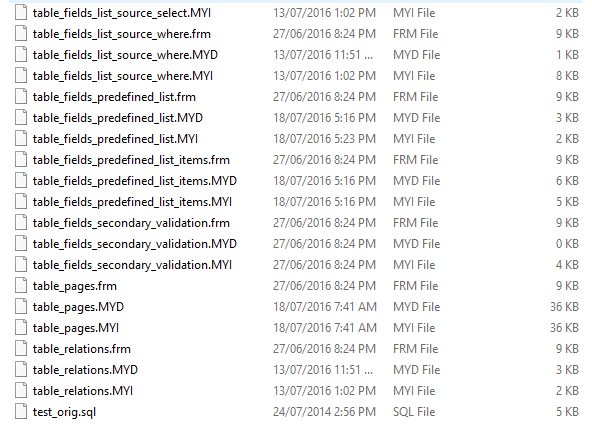 table_fields_list_source_select.MYI 13/07/2016 1:02 PM MYI File 2 KB
table_fields_list_source_where.frm 27/06/2016 8:24 PM FRM File 9 KB
table_fields_list_source_where.MYD 13/07/2016 11:51 ... MYD File 1 KB
table_fields_list_source_where.MYI 13/07/2016 1:02 PM MYI File 8 KB
table_fields_predefined_list.frm 27/06/2016 8:24 PM FRM File 9 KB
table_fields_predefined_list.MYD 18/07/2016 5:16 PM MYD File 3 KB
table_fields_predefined_list.MYI 18/07/2016 5:23 PM MYI File 2 KB
table_fields_predefined_list_items.frm 27/06/2016 8:24 PM FRM File 9 KB
table_fields_predefined_list_items.MYD 18/07/2016 5:16 PM MYD File 6 KB
table_fields_predefined_list_items.MYI 18/07/2016 5:16 PM MYI File 5 KB
table_fields_secondary_validation.frm 27/06/2016 8:24 PM FRM File 9 KB
table_fields_secondary_validation.MYD 27/06/2016 8:24 PM MYD File 0 KB
table_fields_secondary_validation.MYI 27/06/2016 8:24 PM MYI File 4 KB
table_pages.frm 27/06/2016 8:24 PM FRM File 9 KB
table_pages.MYD 18/07/2016 7:41 AM MYD File 36 KB
table_pages.MYI 18/07/2016 7:41 AM MYI File 36 KB
table_relations.frm 27/06/2016 8:24 PM FRM File 9 KB
table_relations.MYD 13/07/2016 11:51 ... MYD File 3 KB
table_relations.MYI 13/07/2016 1:02 PM MYI File 2 KB
test_orig.sql 24/07/2014 2:56 PM SQL File 5 KB